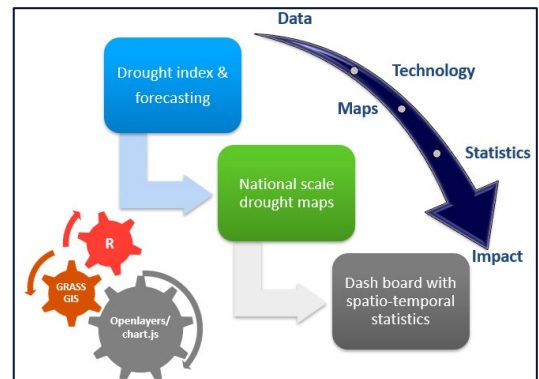 Data
Drought index &
forecasting
Technology
Maps
Statistics
National scale
drought maps
Impact
R
GRASS
GIS
Openlayers/
chart.js
Dash board with
spatio-temporal
statistics